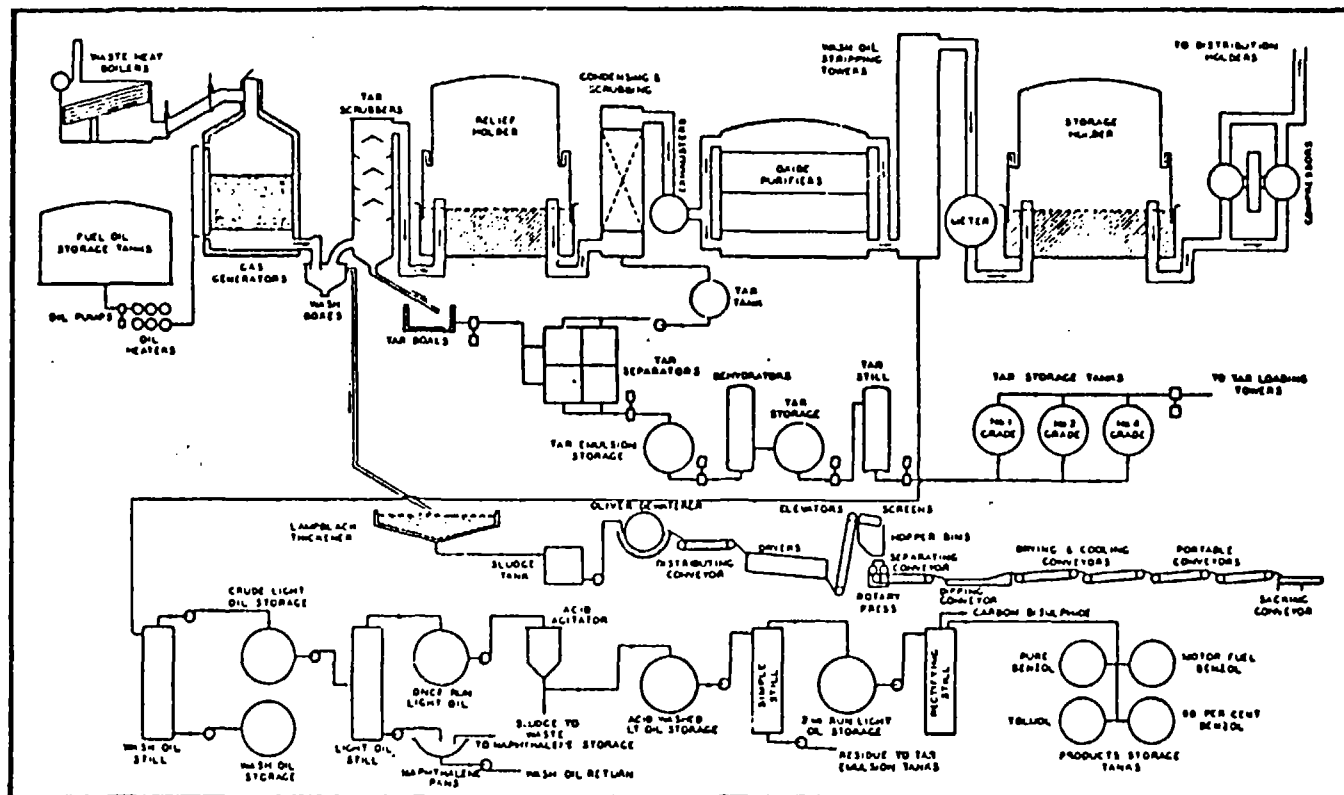 WASTE HEAT
BOILERS
TAR
SCRUBBERS
RELIEF
HOLDER
CONDENSING &
SCRUBBING
EXHAUSTERS
WASH OIL
STRIPPING
TOWERS
OXIDE
PURIFIERS
METER
STORAGE
HOLDER
TO DISTRIBUTION
HOLDERS
COMPRESSORS
FUEL OIL
STORAGE TANKS
GAS
GENERATORS
WASH
BOXES
OIL PUMPS
OIL
HEATERS
TAR BOALS
TAR
TANK
TAR
SEPARATORS
TAR EMULSION
STORAGE
DEHYDRATORS
TAR
STORAGE
TAR
STILL
TAR STORAGE TANKS
TO TAR LOADING
TOWERS
GRADE
GRADE
GRADE
LAMPBLACK
THICKENER
SLUDGE
TANK
OLIVER DEWATERER
DISTRIBUTING
CONVEYOR
DRYERS
ELEVATORS
SCREENS
HOPPER BINS
SEPARATING
CONVEYOR
ROTARY
PRESS
DIPPING
CONVEYOR
DRYING & COOLING
CONVEYORS
PORTABLE
CONVEYORS
SACKING
CONVEYOR
CRUDE LIGHT
OIL STORAGE
WASH OIL
STILL
WASH OIL
STORAGE
LIGHT OIL
STILL
ONCE RUN
LIGHT OIL
ACID
AGITATOR
SLUDGE TO
WASTE
TO NAPHTHALENE STORAGE
NAPHTHALENE
PANS
WASH OIL RETURN
ACID WASHED
LT OIL STORAGE
SIMPLE
STILL
RESIDUE TO TAR
EMULSION TANKS
2ND RUN LIGHT
OIL STORAGE
RECTIFYING
STILL
CARBON BISULPHIDE
PURE
BENZOL
MOTOR FUEL
BENZOL
TOLUOL
90 PER CENT
BENZOL
PRODUCTS STORAGE
TANKS